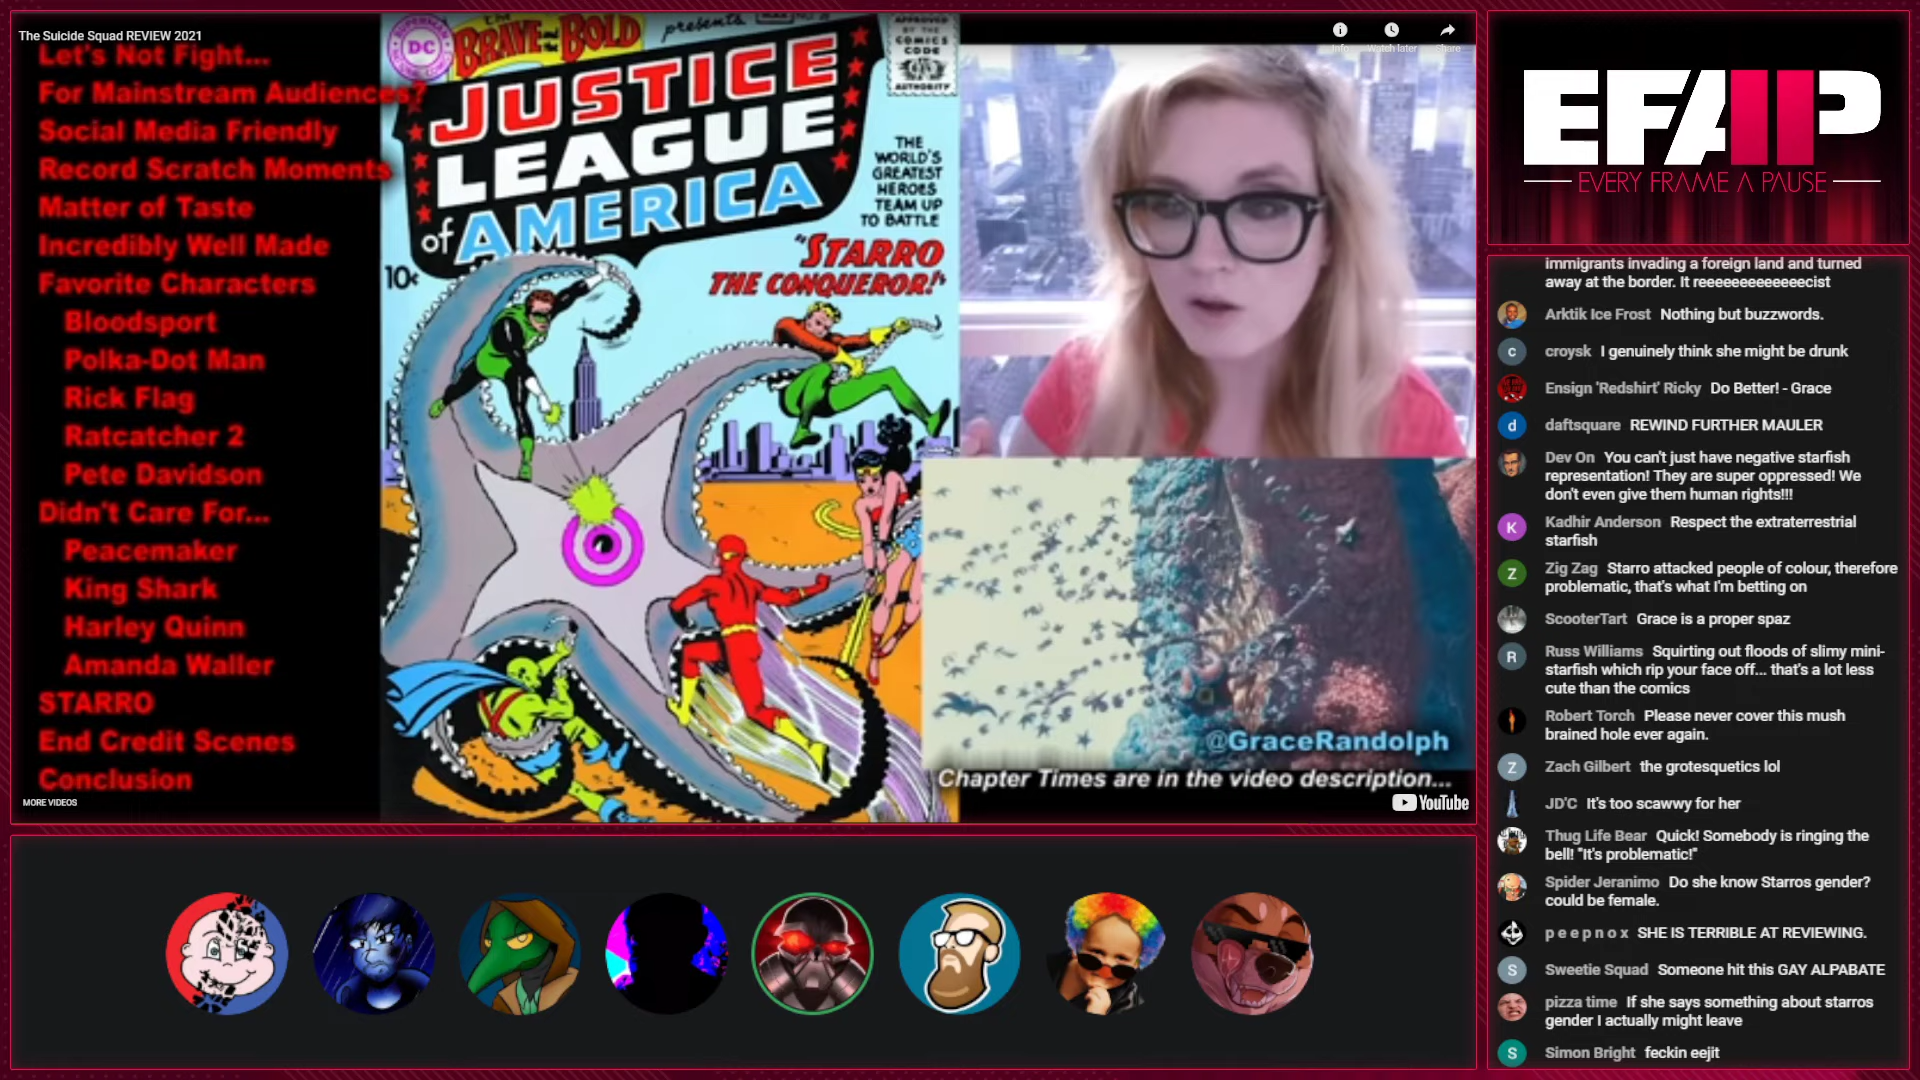 The Suicide Squad REVIEW 2021
Let's Not Fight...
For Mainstream Audiences?
Social Media Friendly
Record Scratch Moments
Matter of Taste
Incredibly Well Made
Favorite Characters
Bloodsport
Polka-Dot Man
Rick Flag
Ratcatcher 2
Pete Davidson
Didn't Care For...
Peacemaker
King Shark
Harley Quinn
Amanda Waller
STARRO
End Credit Scenes
Conclusion
MORE VIDEOS
SUPERMAN
DC
The
BRAVE and the BOLD
presents
APPROVED
BY THE
COMICS
CODE
AUTHORITY
JUSTICE
LEAGUE
of AMERICA
10¢
THE
WORLD'S
GREATEST
HEROES
TEAM UP
TO BATTLE
"STARRO
THE CONQUEROR!"
Info
Watch later
Share
@GraceRandolph
Chapter Times are in the video description...
YouTube
EFAP
EVERY FRAME A PAUSE
immigrants invading a foreign land and turned
away at the border. It reeeeeeeeeeeecist
Arktik Ice Frost Nothing but buzzwords.
c
croysk I genuinely think she might be drunk
Ensign 'Redshirt' Ricky Do Better! - Grace
d
daftsquare REWIND FURTHER MAULER
Dev On You can't just have negative starfish
representation! They are super oppressed! We
don't even give them human rights!!!
K
Kadhir Anderson Respect the extraterrestrial
starfish
Z
Zig Zag Starro attacked people of colour, therefore
problematic, that's what I'm betting on
ScooterTart Grace is a proper spaz
R
Russ Williams Squirting out floods of slimy mini-
starfish which rip your face off... that's a lot less
cute than the comics
Robert Torch Please never cover this mush
brained hole ever again.
Z
Zach Gilbert the grotesquetics lol
JD'C It's too scawwy for her
Thug Life Bear Quick! Somebody is ringing the
bell! "It's problematic!"
Spider Jeranimo Do she know Starros gender?
could be female.
p e e p n o x SHE IS TERRIBLE AT REVIEWING.
S
Sweetie Squad Someone hit this GAY ALPABATE
pizza time If she says something about starros
gender I actually might leave
S
Simon Bright feckin eejit